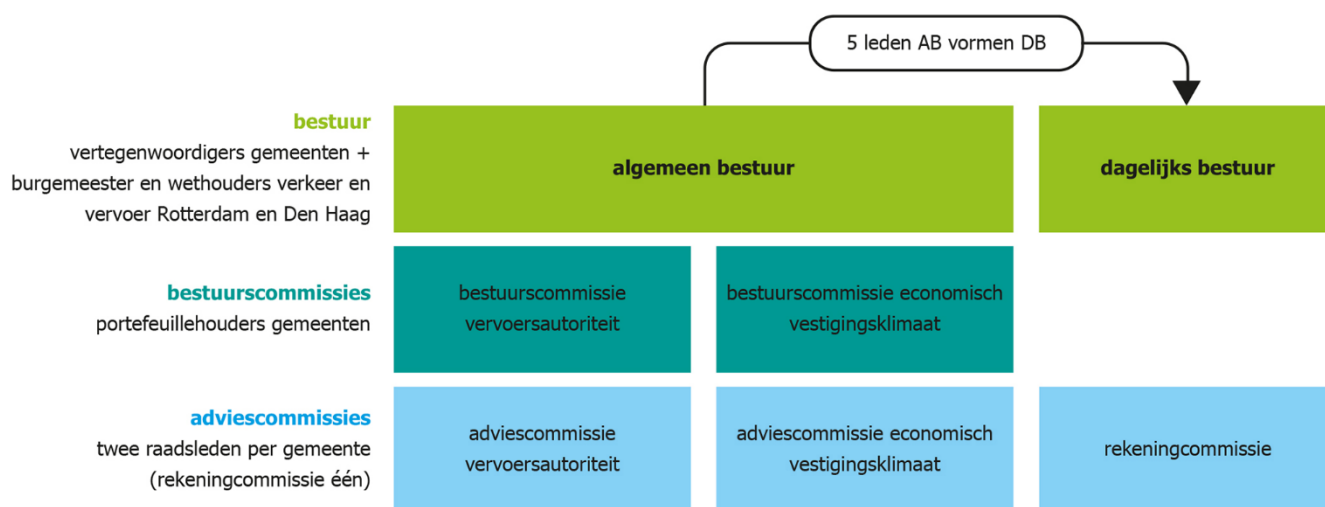 5 leden AB vormen DB
bestuur
vertegenwoordigers gemeenten +
burgemeester en wethouders verkeer en
vervoer Rotterdam en Den Haag
algemeen bestuur
dagelijks bestuur
bestuurscommissies
portefeuillehouders gemeenten
bestuurscommissie
vervoersautoriteit
bestuurscommissie economisch
vestigingsklimaat
adviescommissies
twee raadsleden per gemeente
(rekeningcommissie één)
adviescommissie
vervoersautoriteit
adviescommissie economisch
vestigingsklimaat
rekeningcommissie